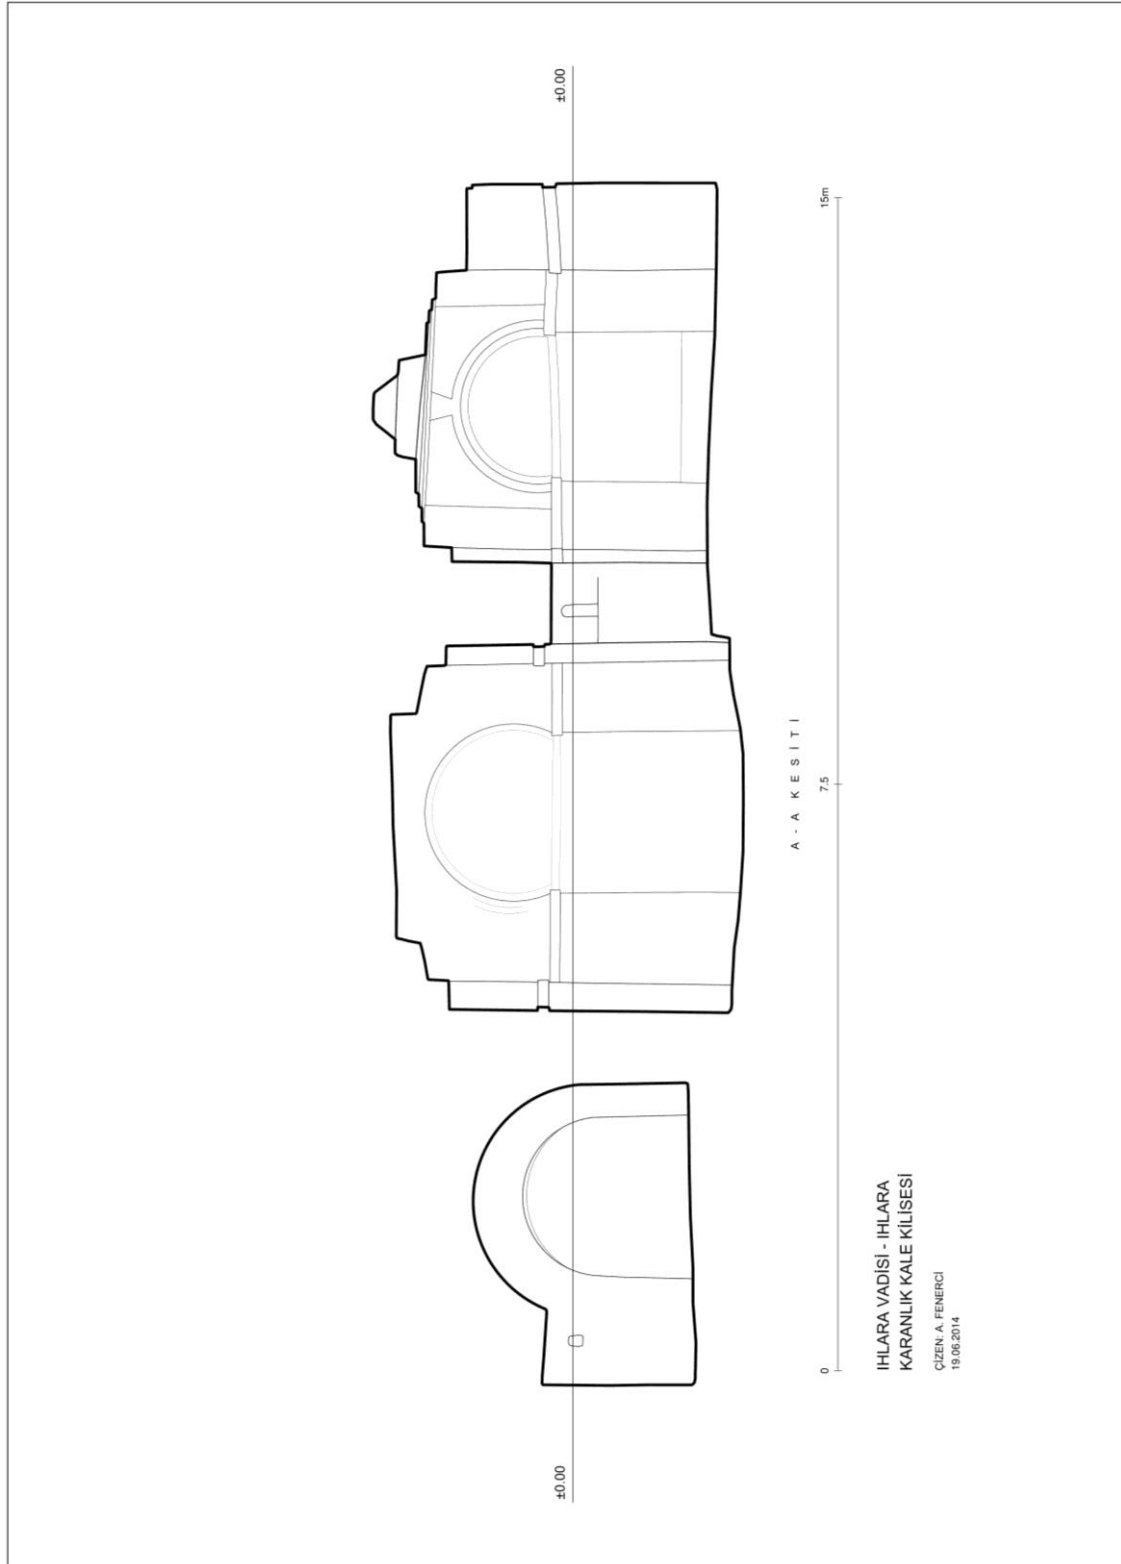 ±0.00
±0.00
A - A K E S İ T İ
0
7.5
15m
IHLARA VADİSİ - IHLARA
KARANLIK KALE KİLİSESİ
ÇİZEN: A. FENERCİ
19.06.2014